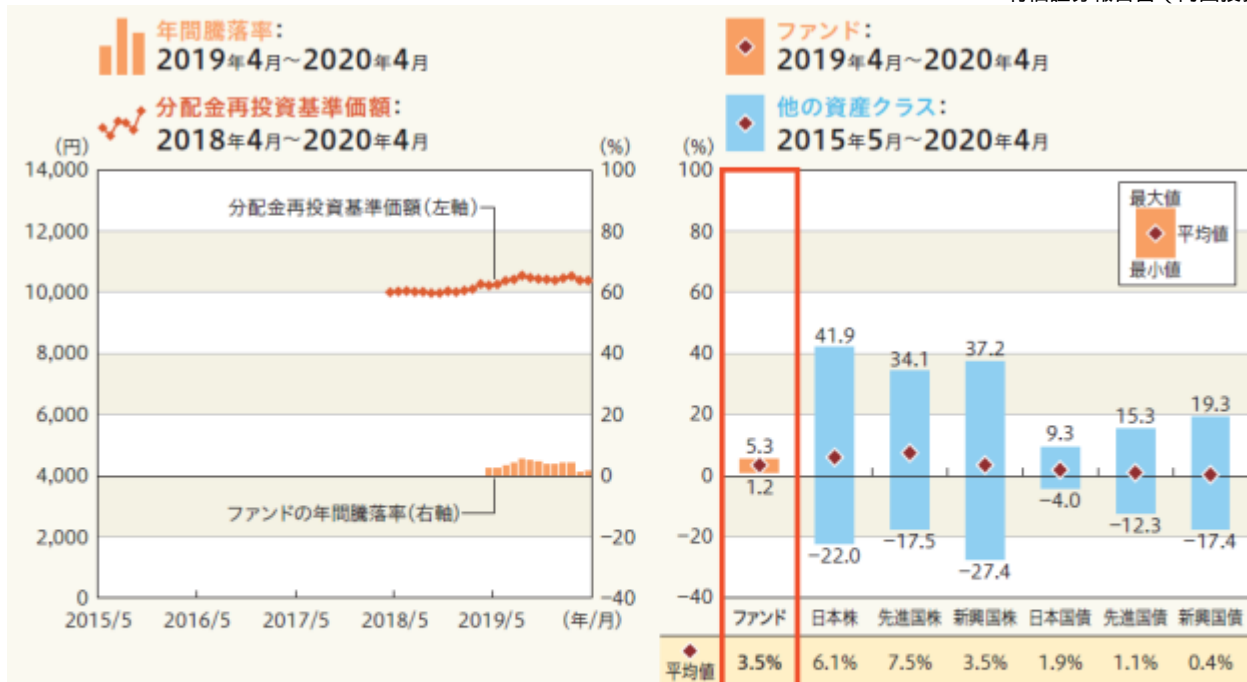 年間騰落率:
2019年4月~2020年4月
分配金再投資基準価額:
2018年4月~2020年4月
(円)
(%)
14,000
12,000
10,000
8,000
6,000
4,000
2,000
0
100
80
60
40
20
0
-20
-40
分配金再投資基準価額(左軸)
ファンドの年間騰落率(右軸)
2015/5 2016/5 2017/5 2018/5 2019/5 (年/月)
ファンド:
2019年4月~2020年4月
他の資産クラス:
2015年5月~2020年4月
(%)
100
80
60
40
20
0
-20
-40
最大値
平均値
最小値
5.3 41.9 34.1 37.2 9.3 15.3 19.3
1.2 -22.0 -17.5 -27.4 -4.0 -12.3 -17.4
ファンド 日本株 先進国株 新興国株 日本国債 先進国債 新興国債
平均値 3.5% 6.1% 7.5% 3.5% 1.9% 1.1% 0.4%